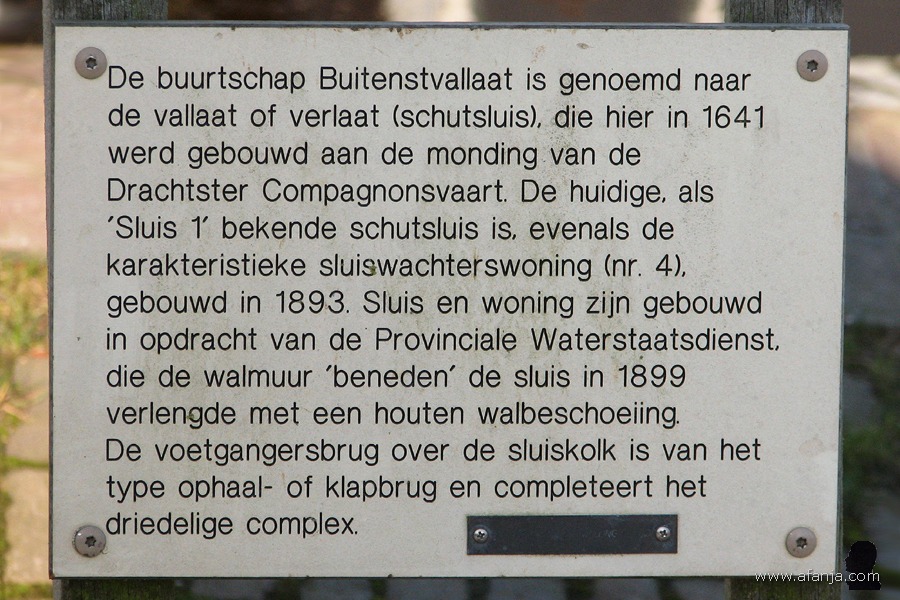 De buurtschap Buitenstvallaat is genoemd naar
de vallaat of verlaat (schutsluis), die hier in 1641
werd gebouwd aan de monding van de
Drachtster Compagnonsvaart. De huidige, als
'Sluis 1' bekende schutsluis is, evenals de
karakteristieke sluiswachterswoning (nr. 4),
gebouwd in 1893. Sluis en woning zijn gebouwd
in opdracht van de Provinciale Waterstaatsdienst,
die de walmuur 'beneden' de sluis in 1899
verlengde met een houten walbeschoeiing.
De voetgangersbrug over de sluiskolk is van het
type ophaal- of klapbrug en completeert het
driedelige complex.
www.afanja.com